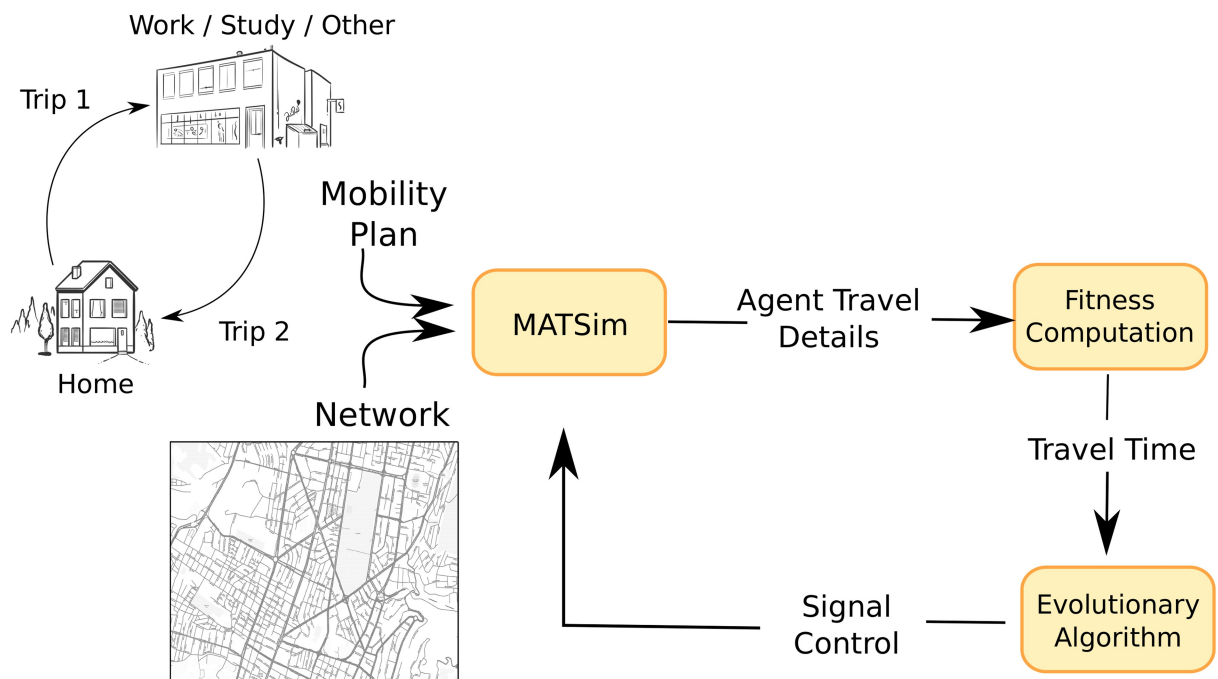 Work / Study / Other
Trip 1
Trip 2
Home
Mobility
Plan
Network
MATSim
Agent Travel
Details
Fitness
Computation
Travel Time
Evolutionary
Algorithm
Signal
Control